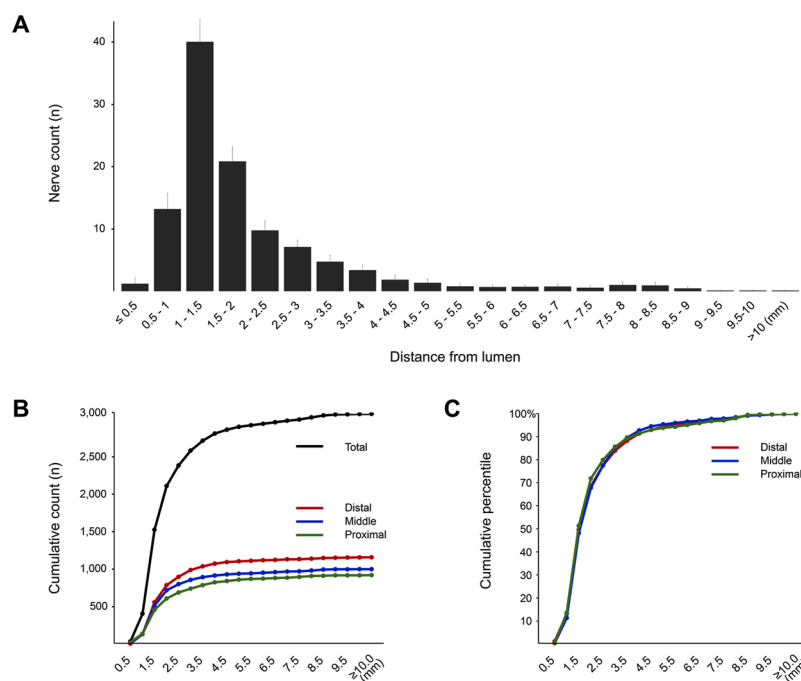 A
Nerve count (n)
40
30
20
10
≤ 0.5
0.5 - 1
1 - 1.5
1.5 - 2
2 - 2.5
2.5 - 3
3 - 3.5
3.5 - 4
4 - 4.5
4.5 - 5
5 - 5.5
5.5 - 6
6 - 6.5
6.5 - 7
7 - 7.5
7.5 - 8
8 - 8.5
8.5 - 9
9 - 9.5
9.5 - 10
>10 (mm)
Distance from lumen
B
Cumulative count (n)
3,000
2,500
2,000
1,500
1,000
500
Total
Distal
Middle
Proximal
0.5
1.5
2.5
3.5
4.5
5.5
6.5
7.5
8.5
9.5
≥10.0
(mm)
C
Cumulative percentile
100%
90
80
70
60
50
40
30
20
10
Distal
Middle
Proximal
0.5
1.5
2.5
3.5
4.5
5.5
6.5
7.5
8.5
9.5
≥10.0
(mm)